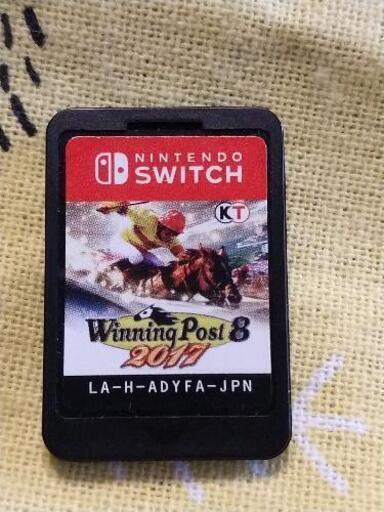 NINTENDO
SWITCH
KT
Winning Post 8
2017
LA-H-ADYFA-JPN